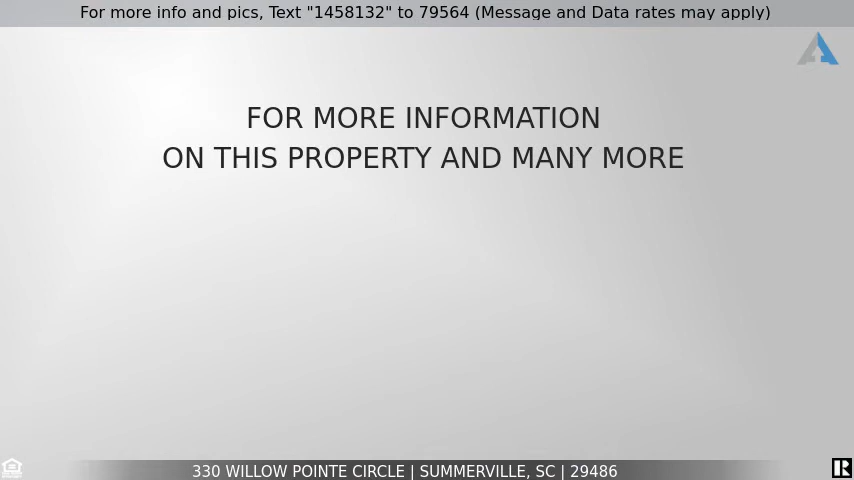 For more info and pics, Text "1458132" to 79564 (Message and Data rates may apply)
FOR MORE INFORMATION
ON THIS PROPERTY AND MANY MORE
330 WILLOW POINTE CIRCLE | SUMMERVILLE, SC | 29486